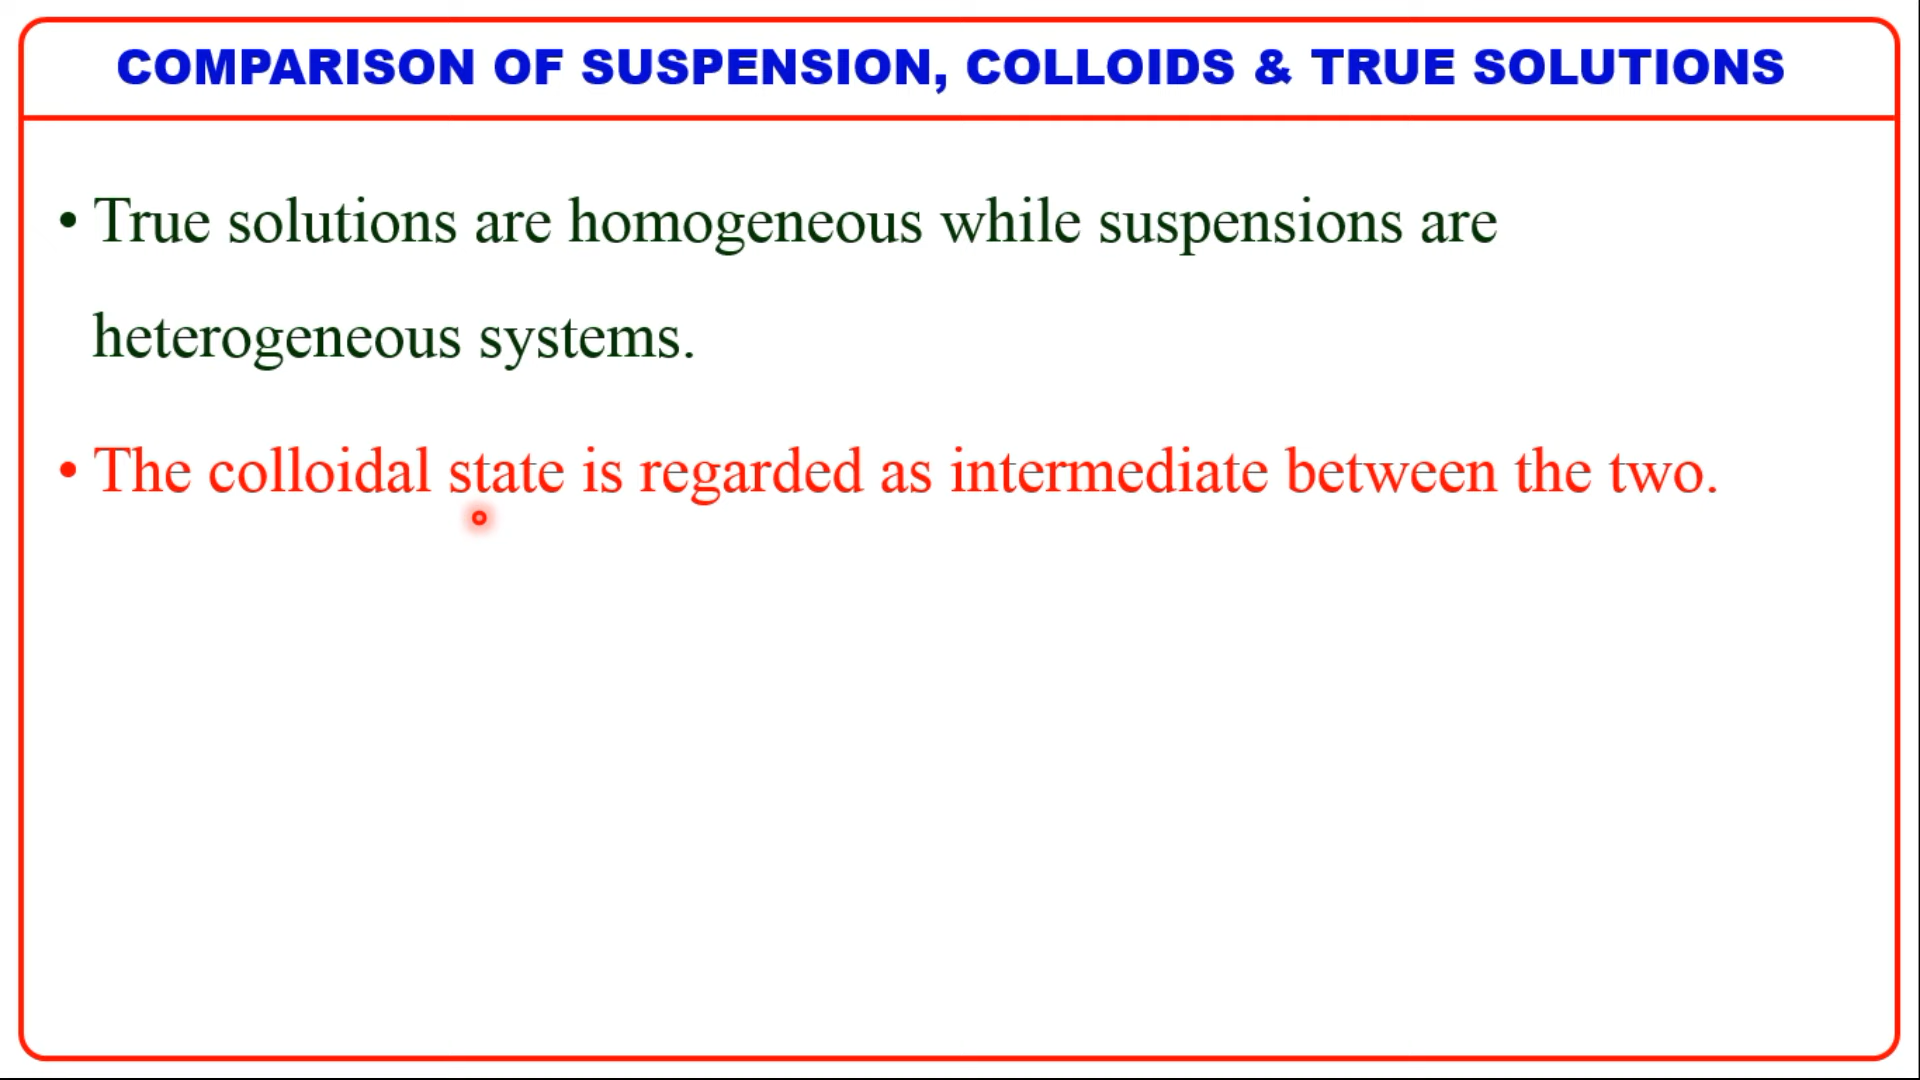 COMPARISON OF SUSPENSION, COLLOIDS & TRUE SOLUTIONS
• True solutions are homogeneous while suspensions are
heterogeneous systems.
• The colloidal state is regarded as intermediate between the two.